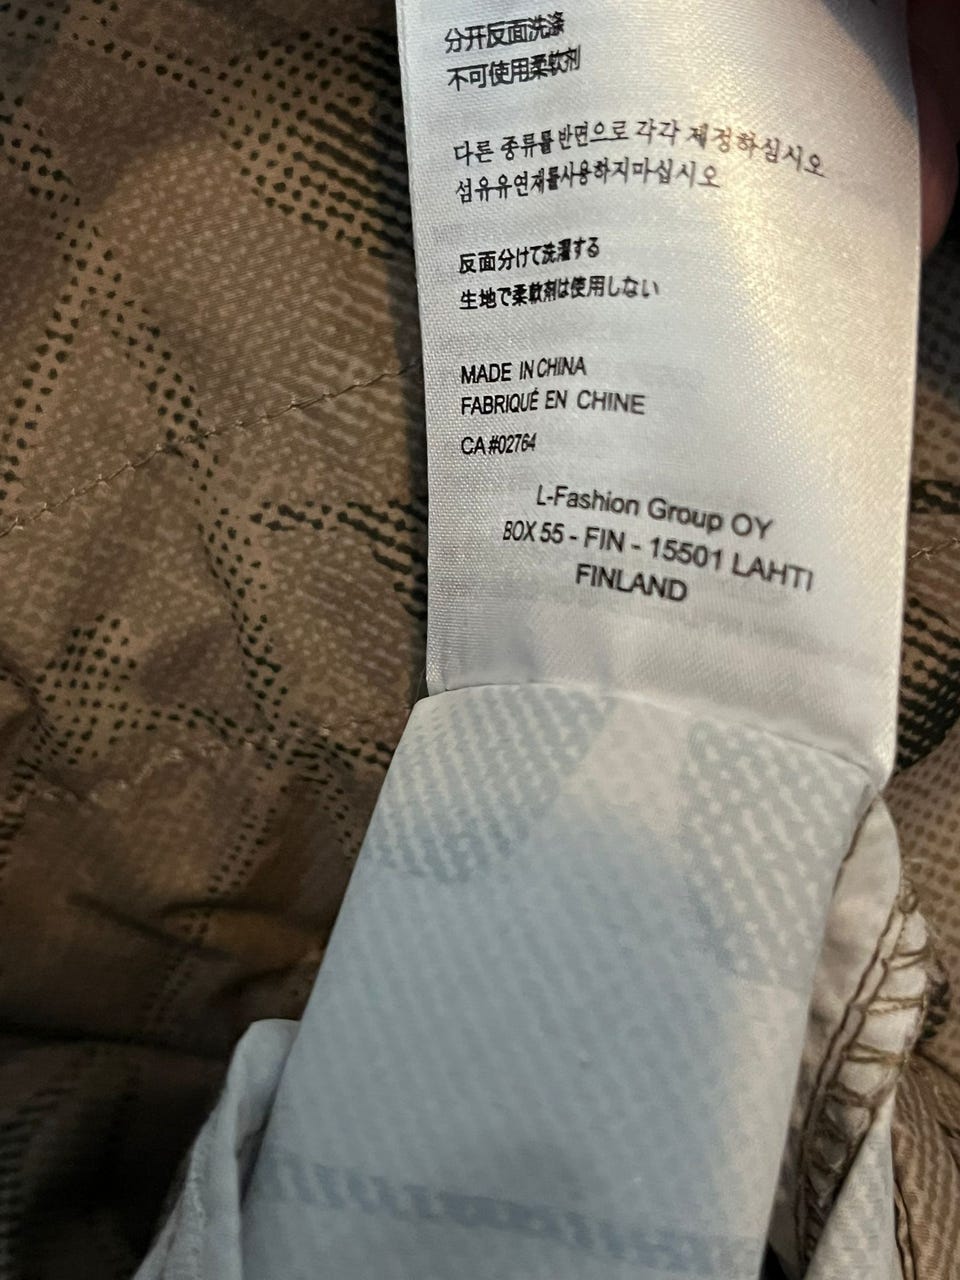 分开反面洗涤
不可使用柔軟剂
다른 종류를 반면으로 각각 제정하십시오
섬유유연재를사용하지마십시오
反面分けて洗濯する
生地で柔軟剤は使用しない
MADE IN CHINA
FABRIQUÉ EN CHINE
CA#02764
L-Fashion Group OY
BOX 55 - FIN - 15501 LAHTI
FINLAND